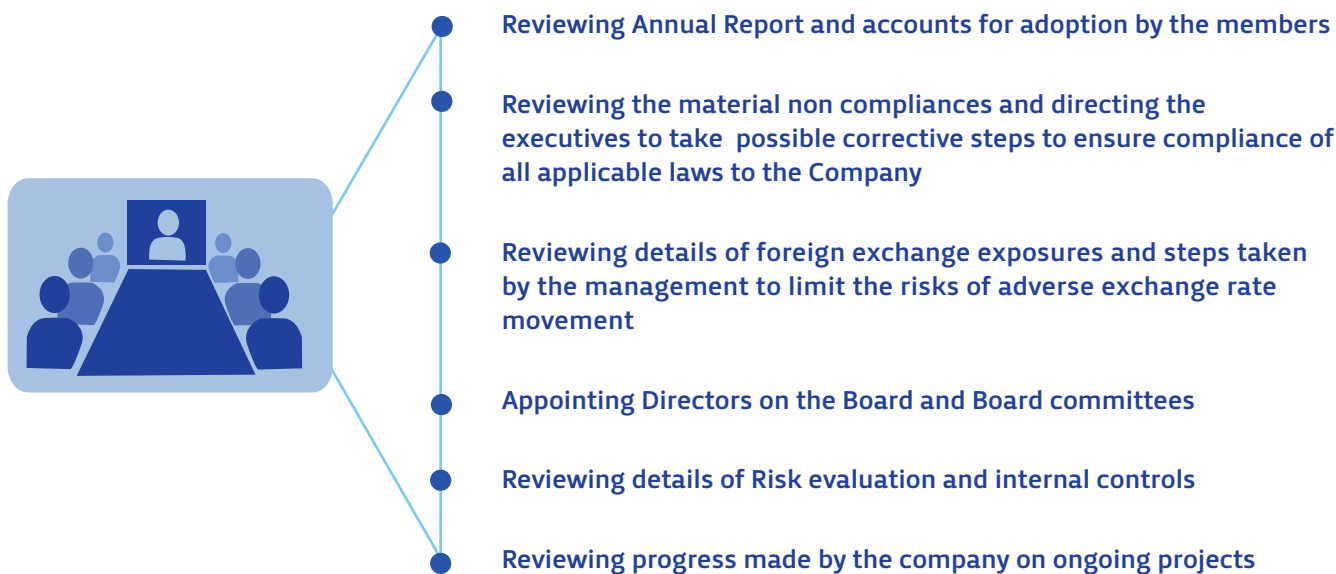 Reviewing Annual Report and accounts for adoption by the members
Reviewing the material non compliances and directing the
executives to take  possible corrective steps to ensure compliance of
all applicable laws to the Company
Reviewing details of foreign exchange exposures and steps taken
by the management to limit the risks of adverse exchange rate
movement
Appointing Directors on the Board and Board committees
Reviewing details of Risk evaluation and internal controls
Reviewing progress made by the company on ongoing projects